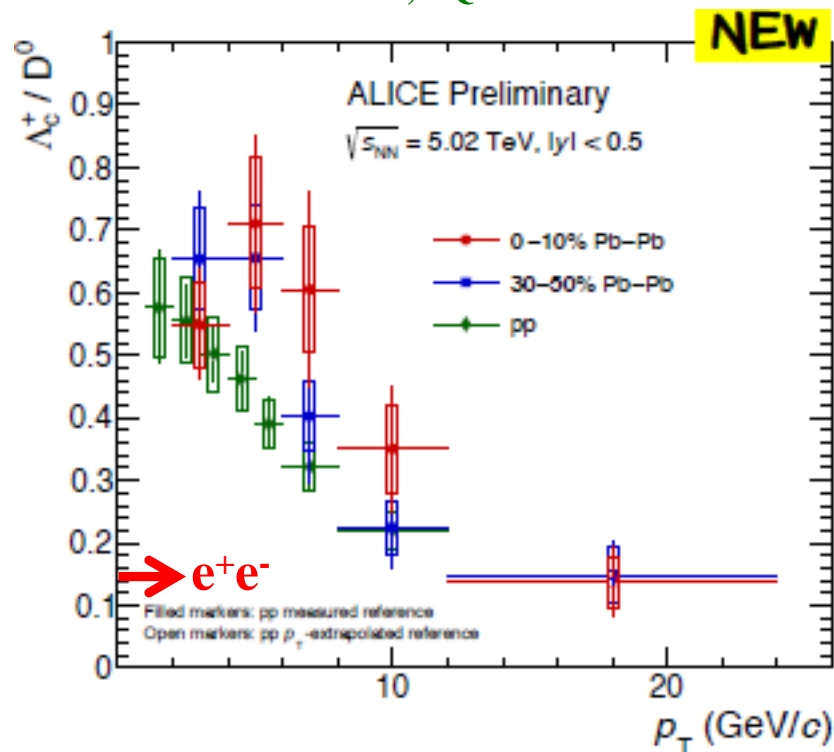 ) Q
NEW
Λc+ / D0
1
0.9
0.8
0.7
0.6
0.5
0.4
0.3
0.2
0.1
0
ALICE Preliminary
√sNN = 5.02 TeV, |y| < 0.5
0–10% Pb–Pb
30–50% Pb–Pb
pp
e+e-
Filled markers: pp measured reference
Open markers: pp pT-extrapolated reference
10
20
pT (GeV/c)